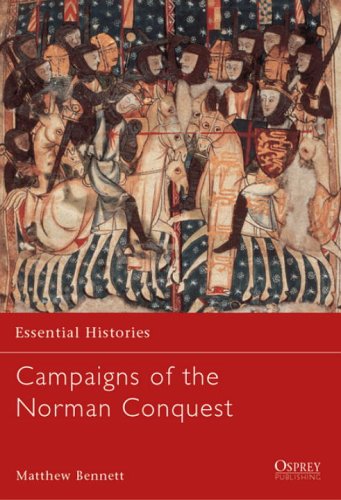 Essential Histories
Campaigns of the
Norman Conquest
Matthew Bennett
OSPREY
PUBLISHING